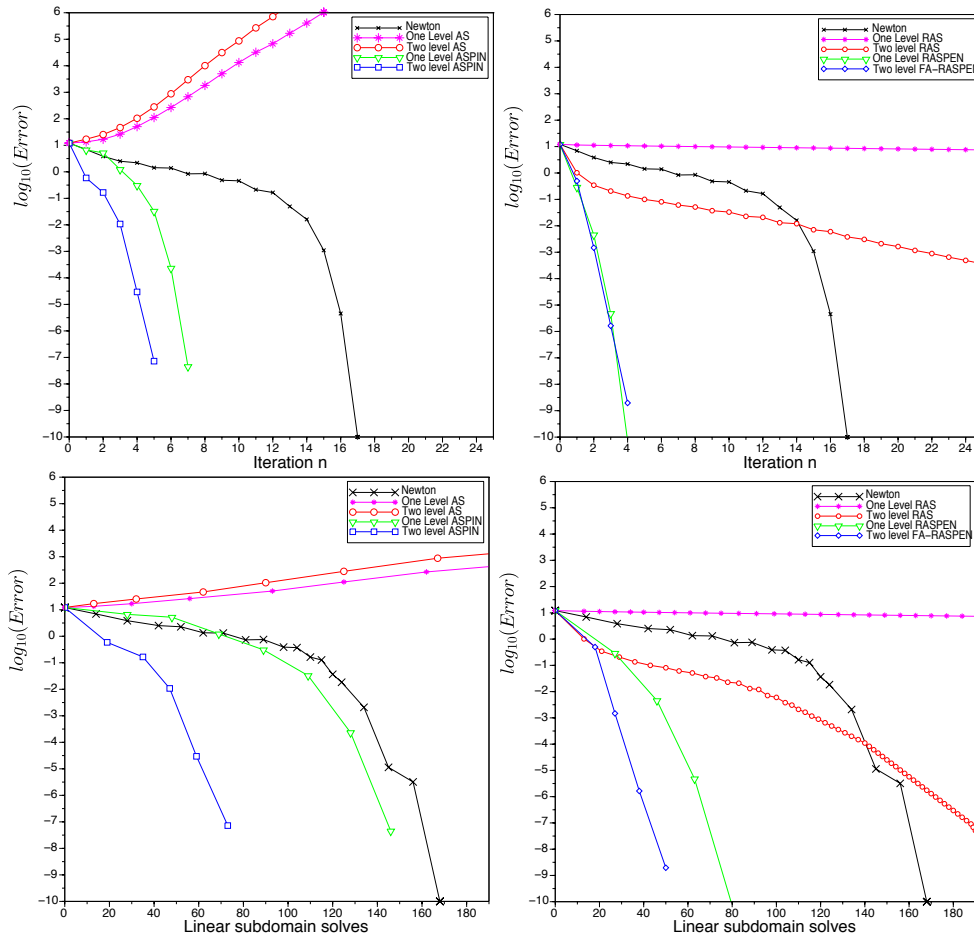 6
5
4
3
2
1
0
−1
−2
−3
−4
−5
−6
−7
−8
−9
−10
log10(Error)
0 2 4 6 8 10 12 14 16 18 20 22 24
Iteration n
Newton
One Level AS
Two level AS
One Level ASPIN
Two level ASPIN
6
5
4
3
2
1
0
−1
−2
−3
−4
−5
−6
−7
−8
−9
−10
log10(Error)
0 2 4 6 8 10 12 14 16 18 20 22 24
Iteration n
Newton
One Level RAS
Two level RAS
One Level RASPEN
Two level FA−RASPEN
6
5
4
3
2
1
0
−1
−2
−3
−4
−5
−6
−7
−8
−9
−10
log10(Error)
0 20 40 60 80 100 120 140 160 180
Linear subdomain solves
Newton
One Level AS
Two level AS
One Level ASPIN
Two level ASPIN
6
5
4
3
2
1
0
−1
−2
−3
−4
−5
−6
−7
−8
−9
−10
log10(Error)
0 20 40 60 80 100 120 140 160 180
Linear subdomain solves
Newton
One Level RAS
Two level RAS
One Level RASPEN
Two level FA−RASPEN